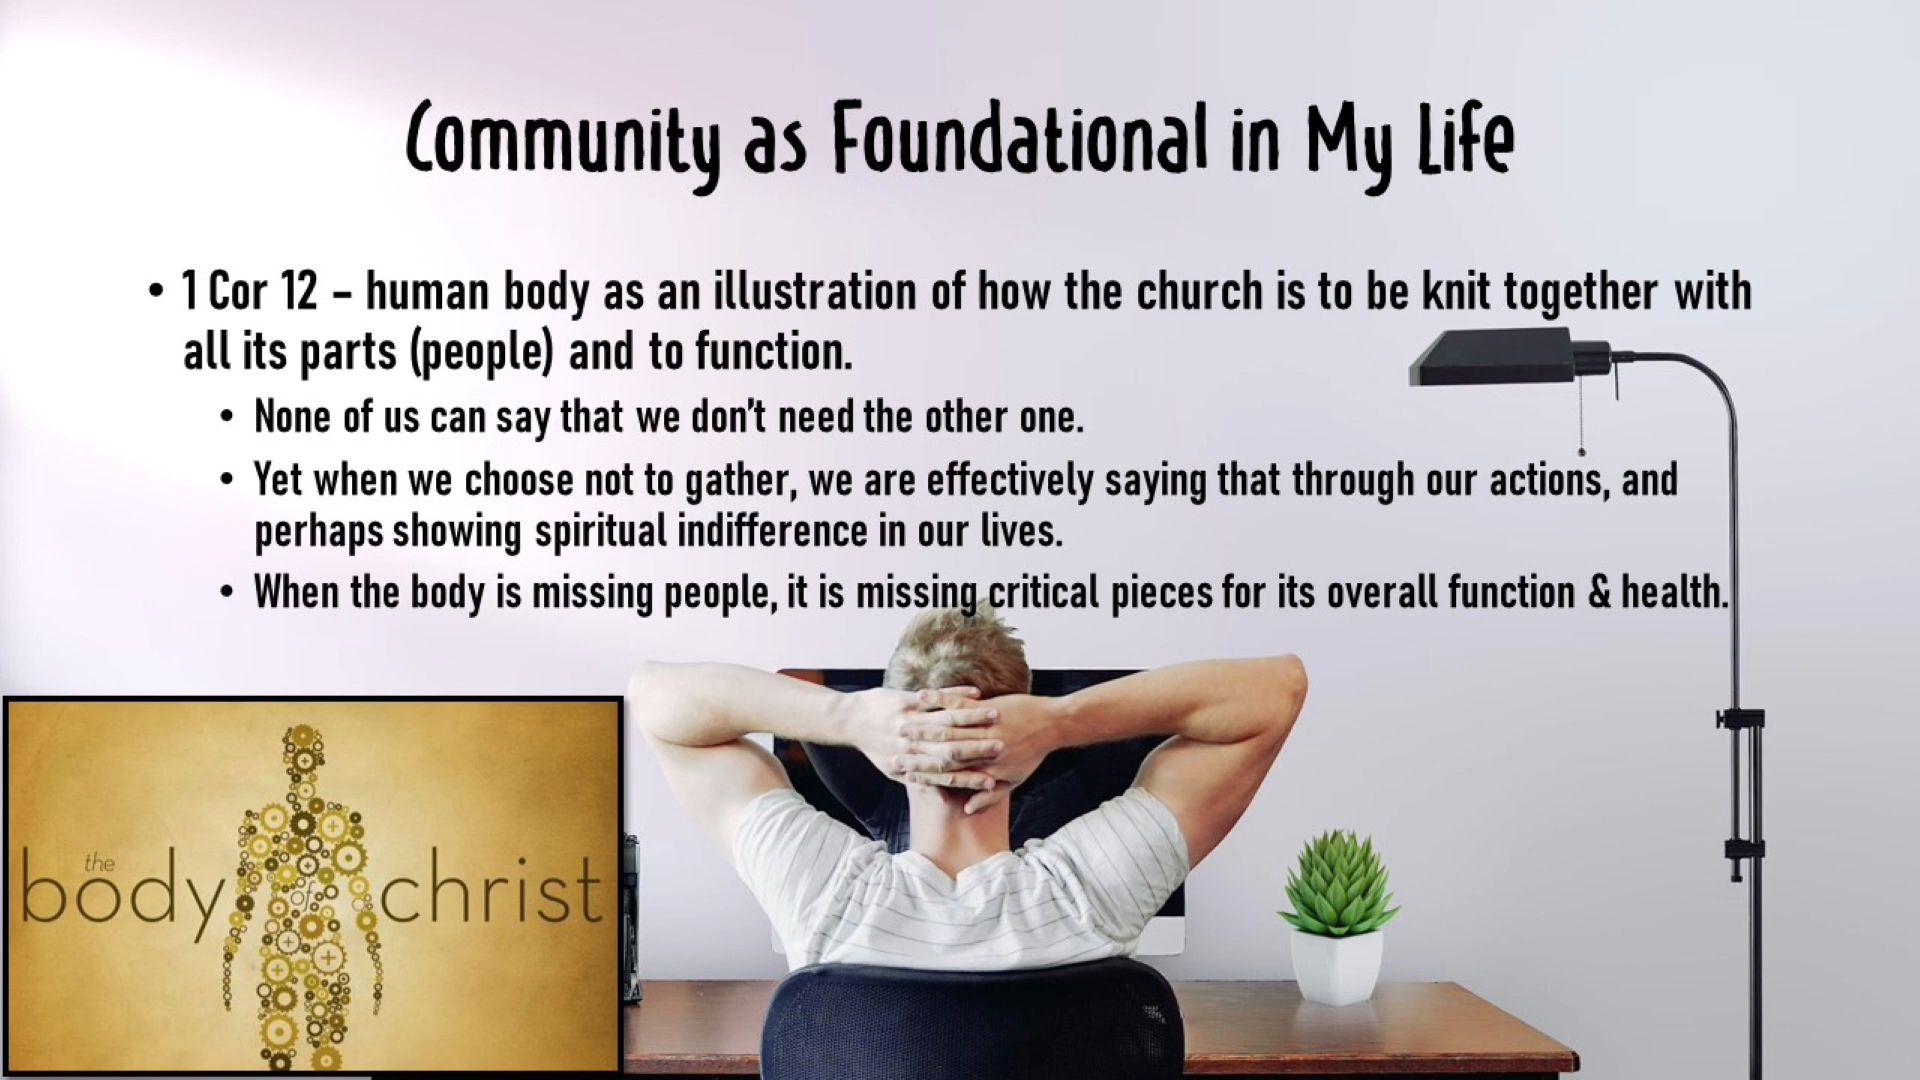 Community as Foundational in My Life
• 1 Cor 12 – human body as an illustration of how the church is to be knit together with
all its parts (people) and to function.
• None of us can say that we don't need the other one.
• Yet when we choose not to gather, we are effectively saying that through our actions, and
perhaps showing spiritual indifference in our lives.
• When the body is missing people, it is missing critical pieces for its overall function & health.
the
body of christ